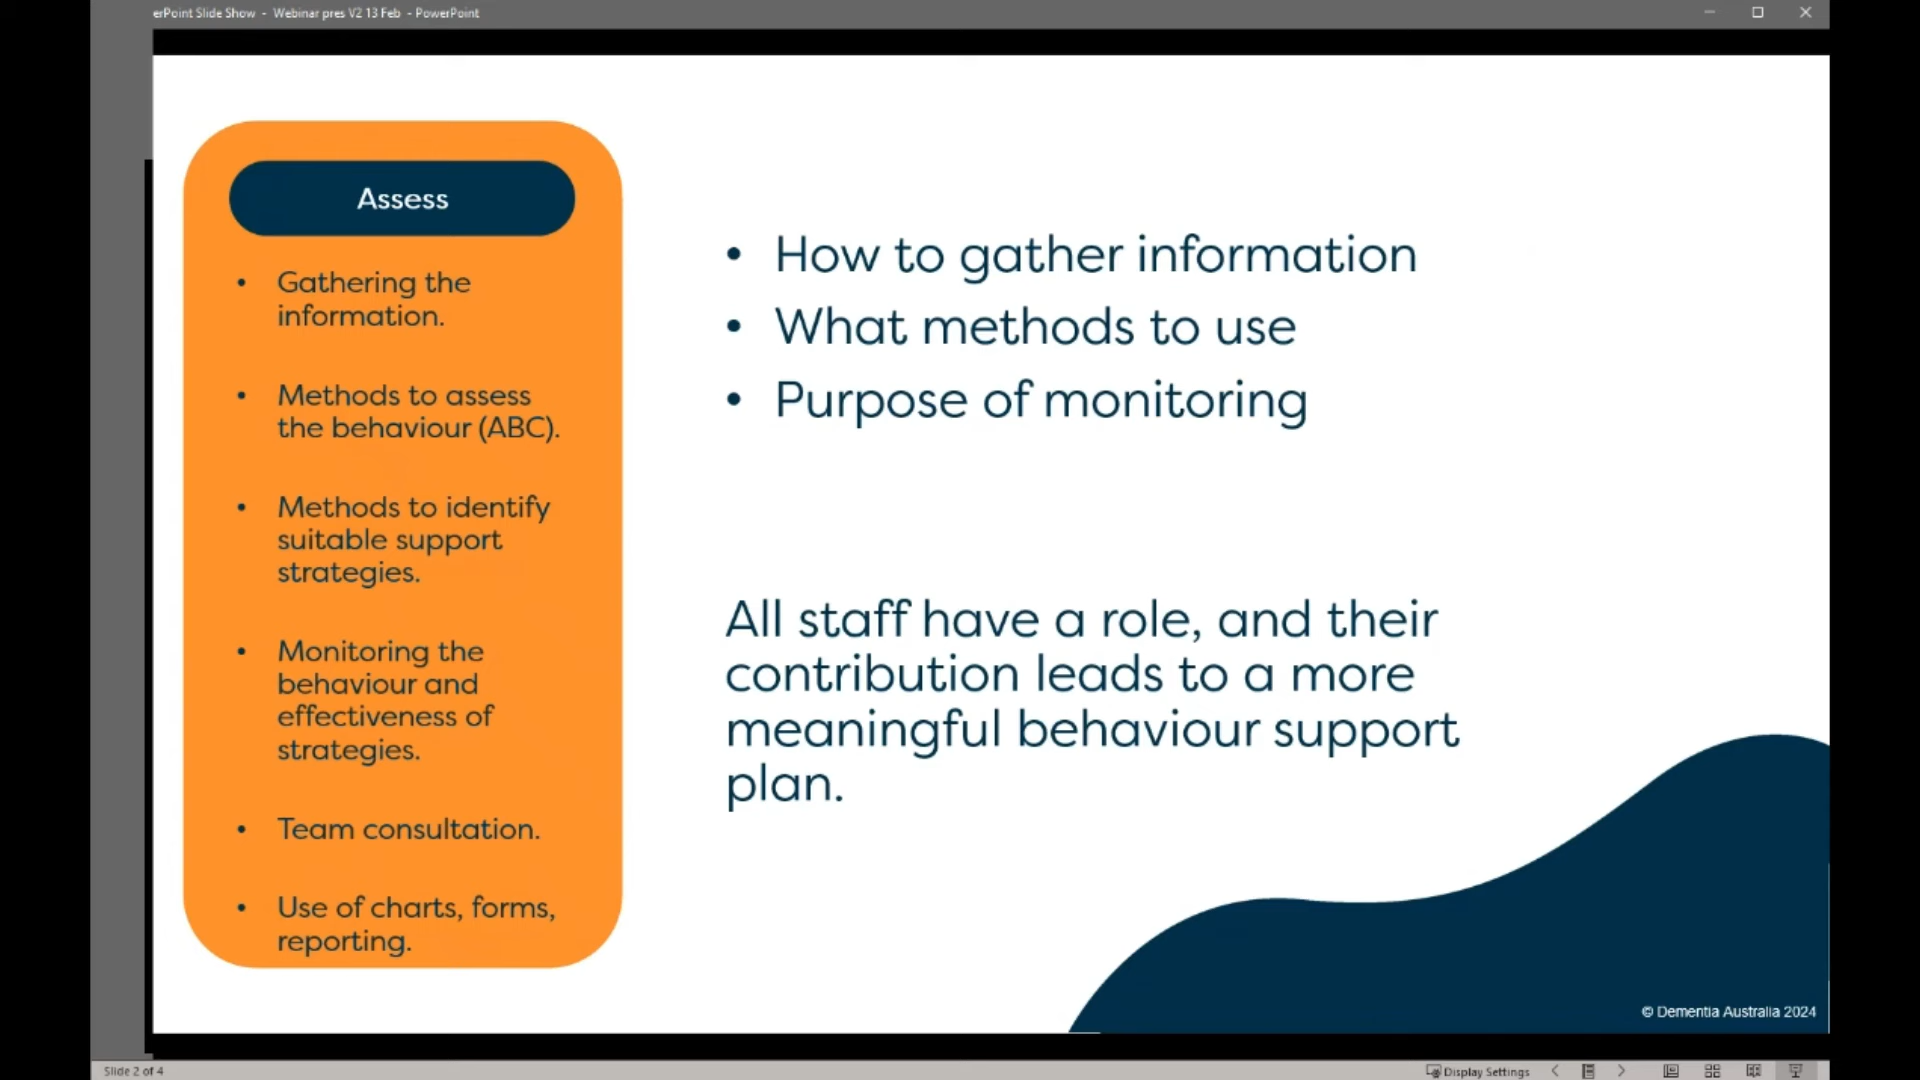 erPoint Slide Show - Webinar pres V2 13 Feb - PowerPoint
Assess
• Gathering the
information.
• Methods to assess
the behaviour (ABC).
• Methods to identify
suitable support
strategies.
• Monitoring the
behaviour and
effectiveness of
strategies.
• Team consultation.
• Use of charts, forms,
reporting.
• How to gather information
• What methods to use
• Purpose of monitoring
All staff have a role, and their
contribution leads to a more
meaningful behaviour support
plan.
© Dementia Australia 2024
Slide 2 of 4
Display Settings